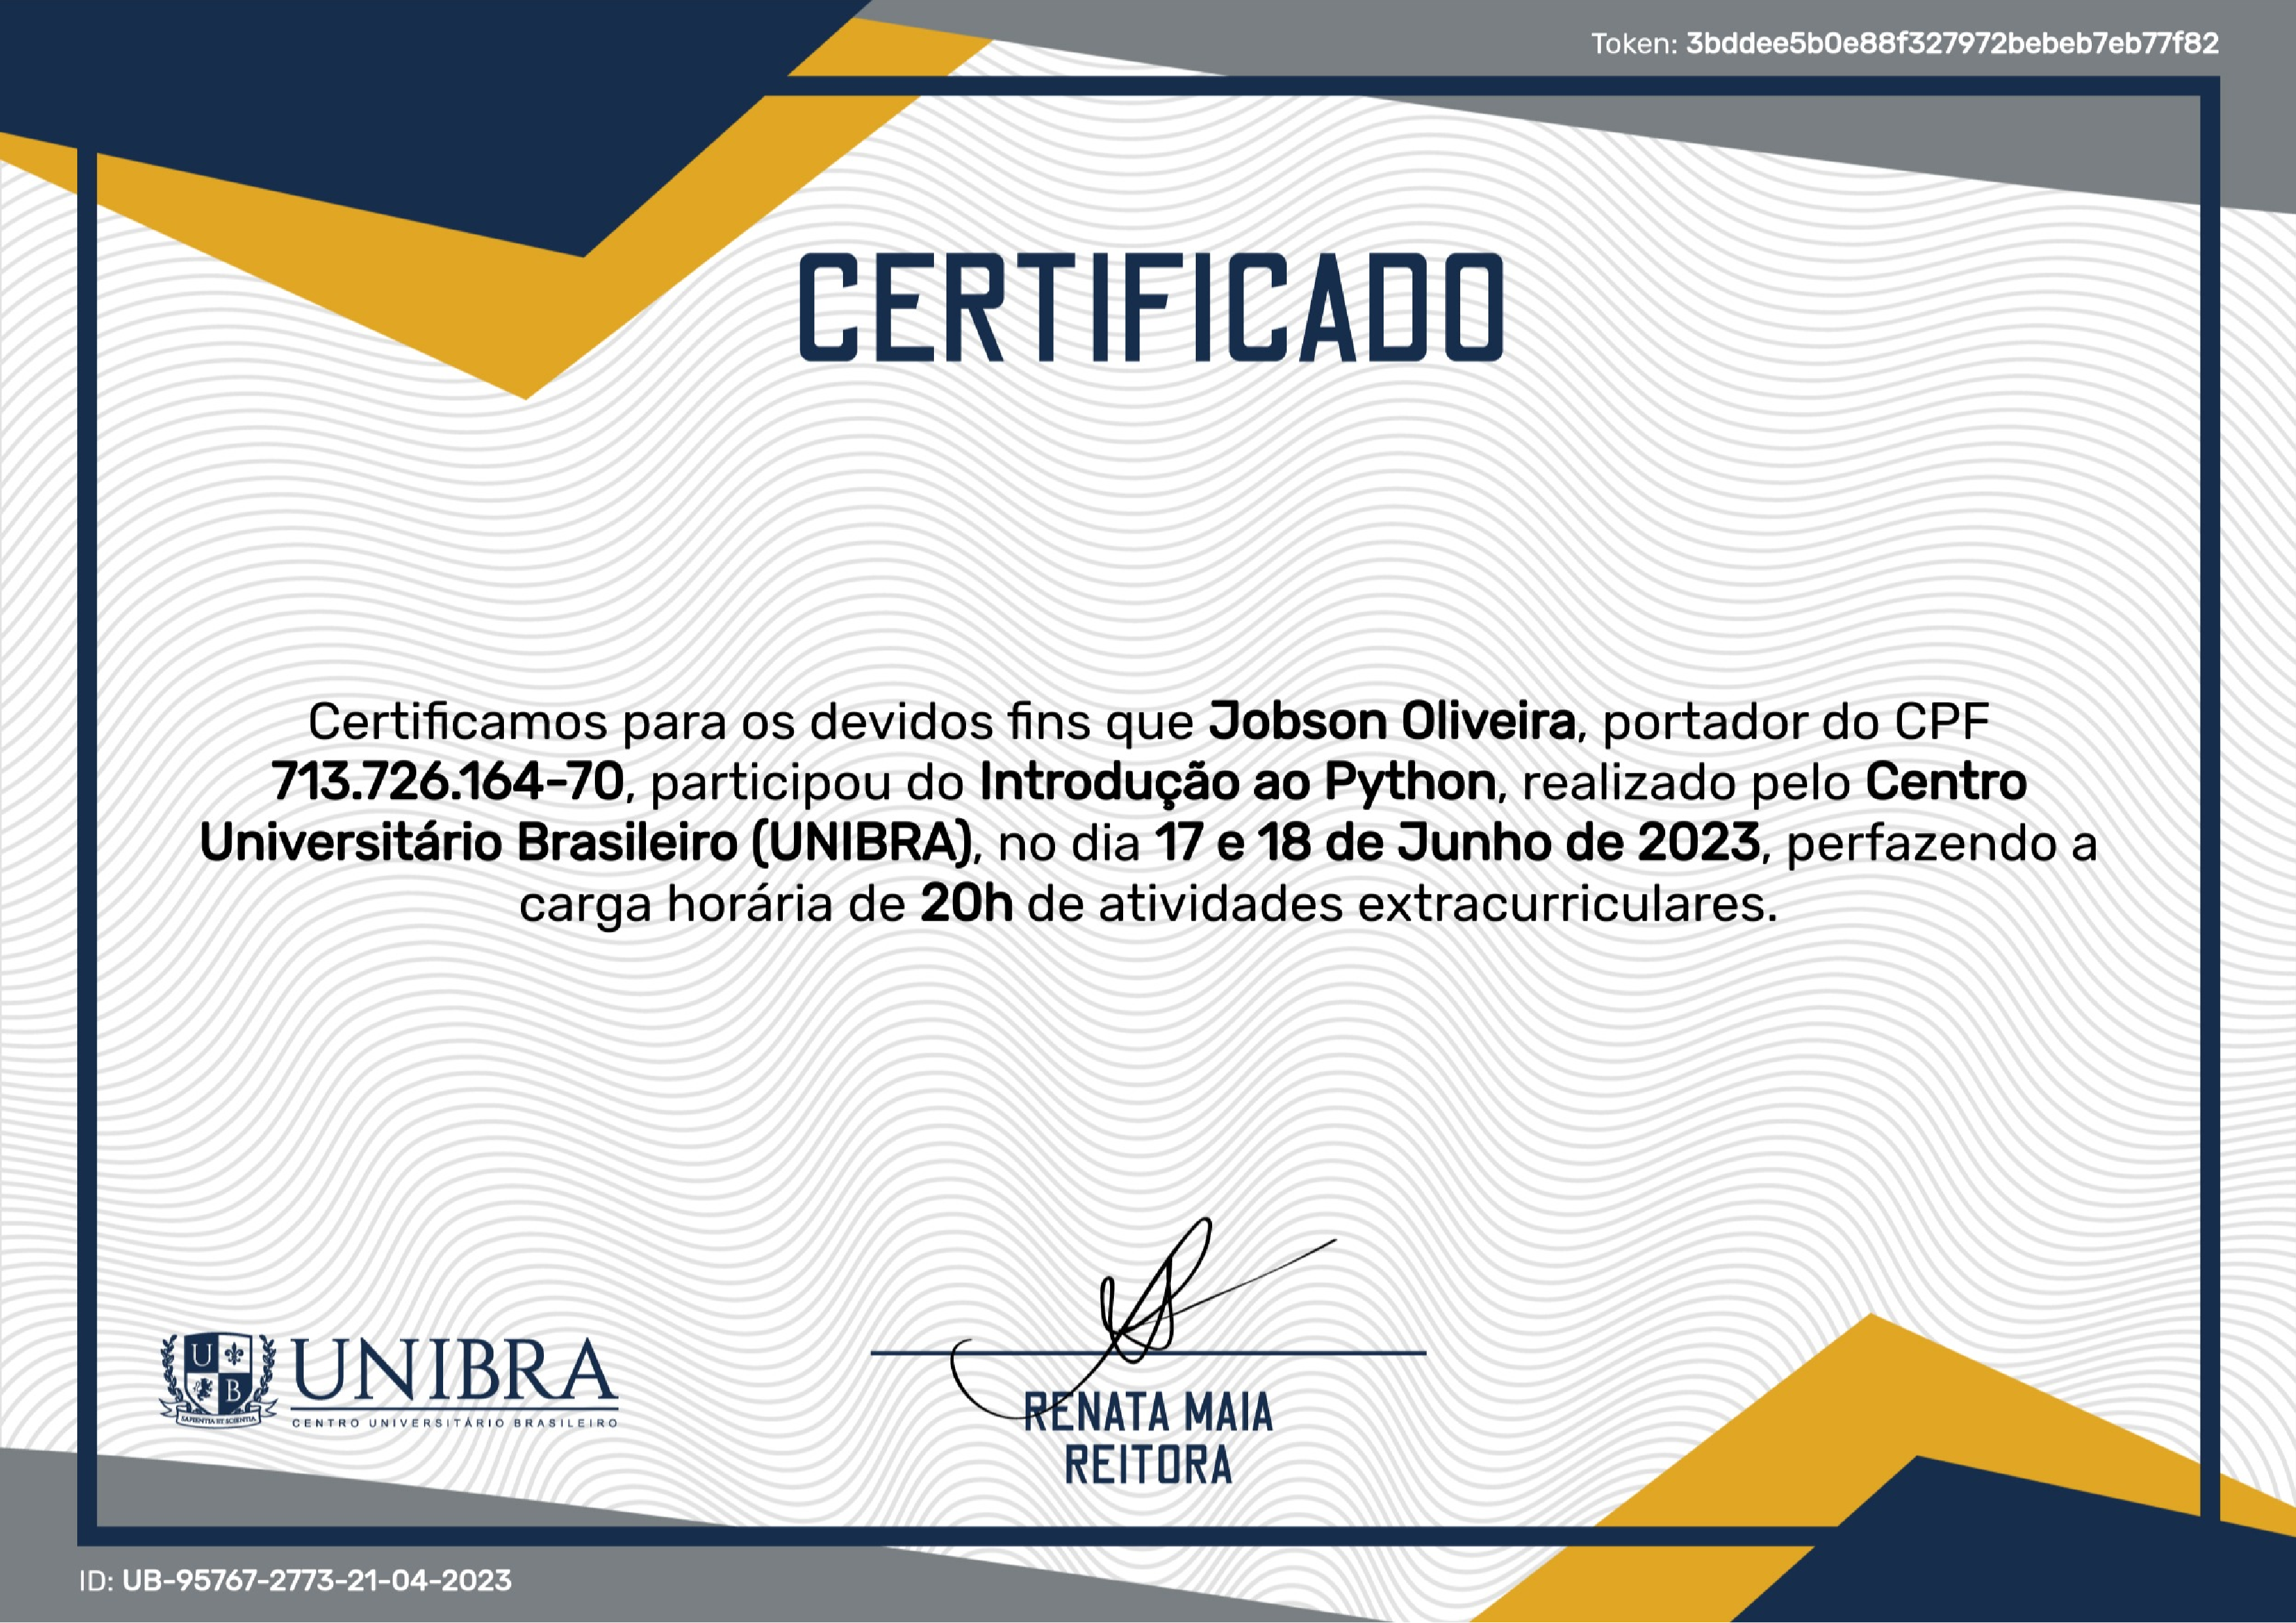 Token: 3bddee5b0e88f327972bebeb7eb77f82
CERTIFICADO
Certificamos para os devidos fins que Jobson Oliveira, portador do CPF
713.726.164-70, participou do Introdução ao Python, realizado pelo Centro
Universitário Brasileiro (UNIBRA), no dia 17 e 18 de Junho de 2023, perfazendo a
carga horária de 20h de atividades extracurriculares.
U
B
SAPIENTIA ET SCIENTIA
UNIBRA
CENTRO UNIVERSITÁRIO BRASILEIRO
RENATA MAIA
REITORA
ID: UB-95767-2773-21-04-2023